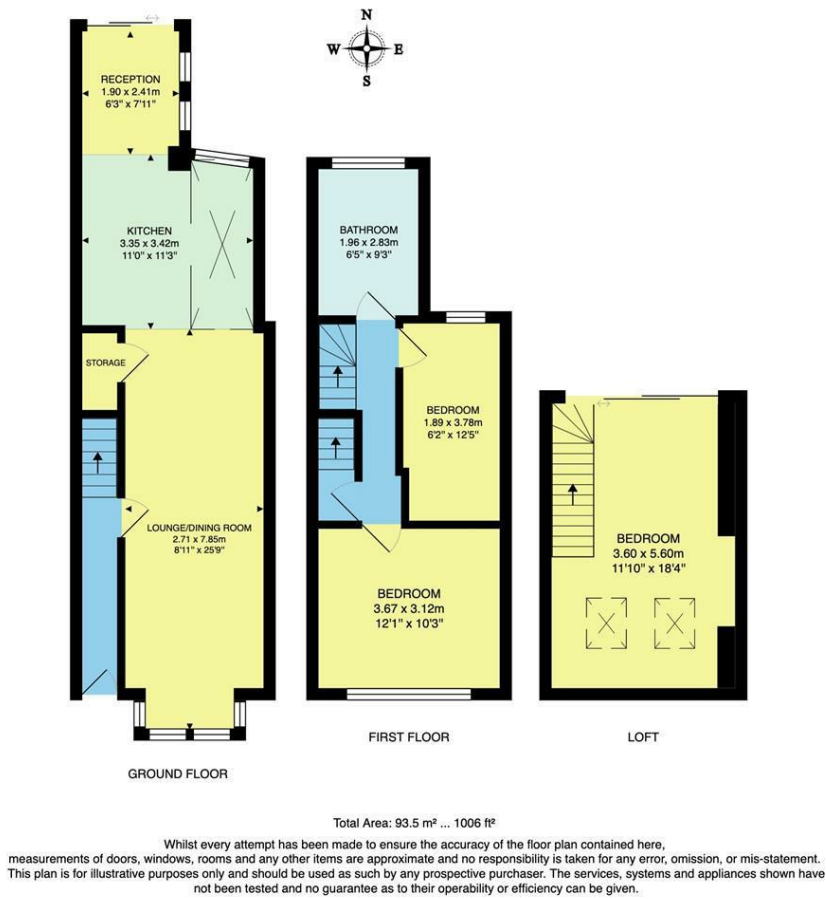 N
W E
S
RECEPTION
1.90 x 2.41m
6'3" x 7'11"
KITCHEN
3.35 x 3.42m
11'0" x 11'3"
STORAGE
LOUNGE/DINING ROOM
2.71 x 7.85m
8'11" x 25'9"
GROUND FLOOR
BATHROOM
1.96 x 2.83m
6'5" x 9'3"
BEDROOM
1.89 x 3.78m
6'2" x 12'5"
BEDROOM
3.67 x 3.12m
12'1" x 10'3"
FIRST FLOOR
BEDROOM
3.60 x 5.60m
11'10" x 18'4"
LOFT
Total Area: 93.5 m² ... 1006 ft²
Whilst every attempt has been made to ensure the accuracy of the floor plan contained here,
measurements of doors, windows, rooms and any other items are approximate and no responsibility is taken for any error, omission, or mis-statement.
This plan is for illustrative purposes only and should be used as such by any prospective purchaser. The services, systems and appliances shown have
not been tested and no guarantee as to their operability or efficiency can be given.